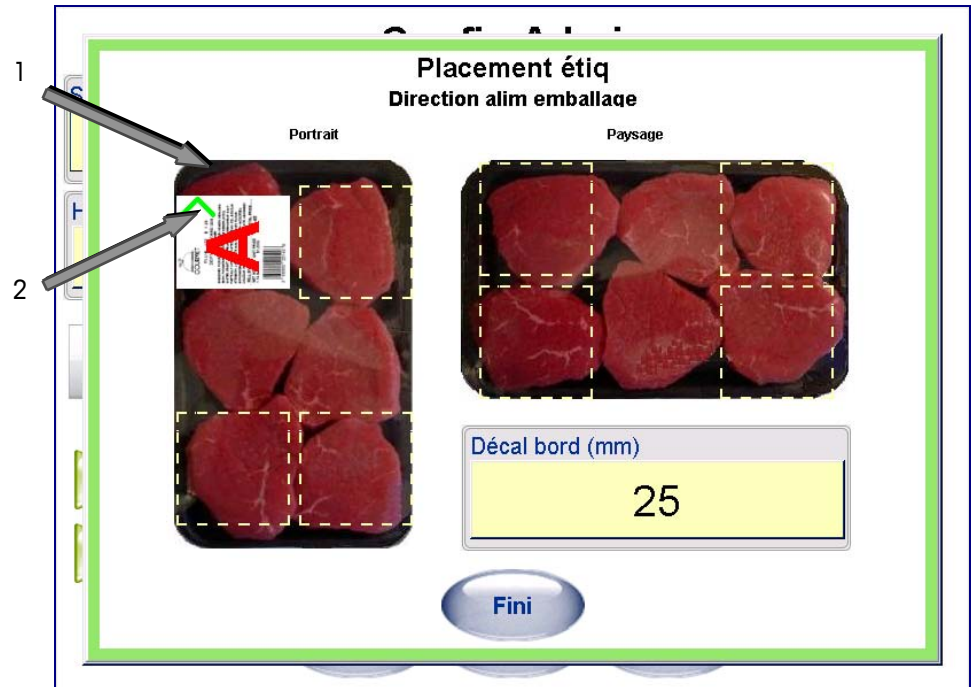 1
2
Placement étiq
Direction alim emballage
Portrait
Paysage
A
Décal bord (mm)
25
Fini